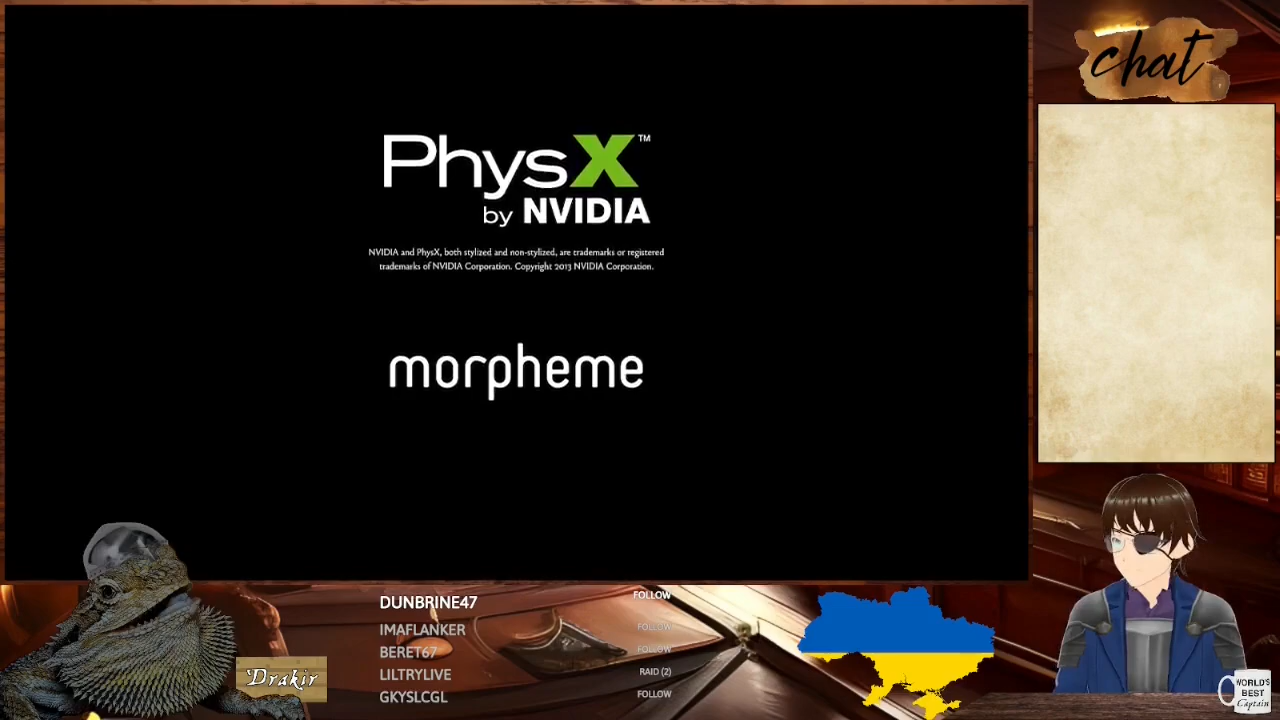 chat
PhysX™
by NVIDIA
NVIDIA and PhysX, both stylized and non-stylized, are trademarks or registered
trademarks of NVIDIA Corporation. Copyright 2013 NVIDIA Corporation.
morpheme
Drakir
DUNBRINE47 FOLLOW
IMAFLANKER FOLLOW
BERET67 FOLLOW
LILTRYLIVE RAID (2)
GKYSLCGL FOLLOW
WORLD'S
BEST
Captain